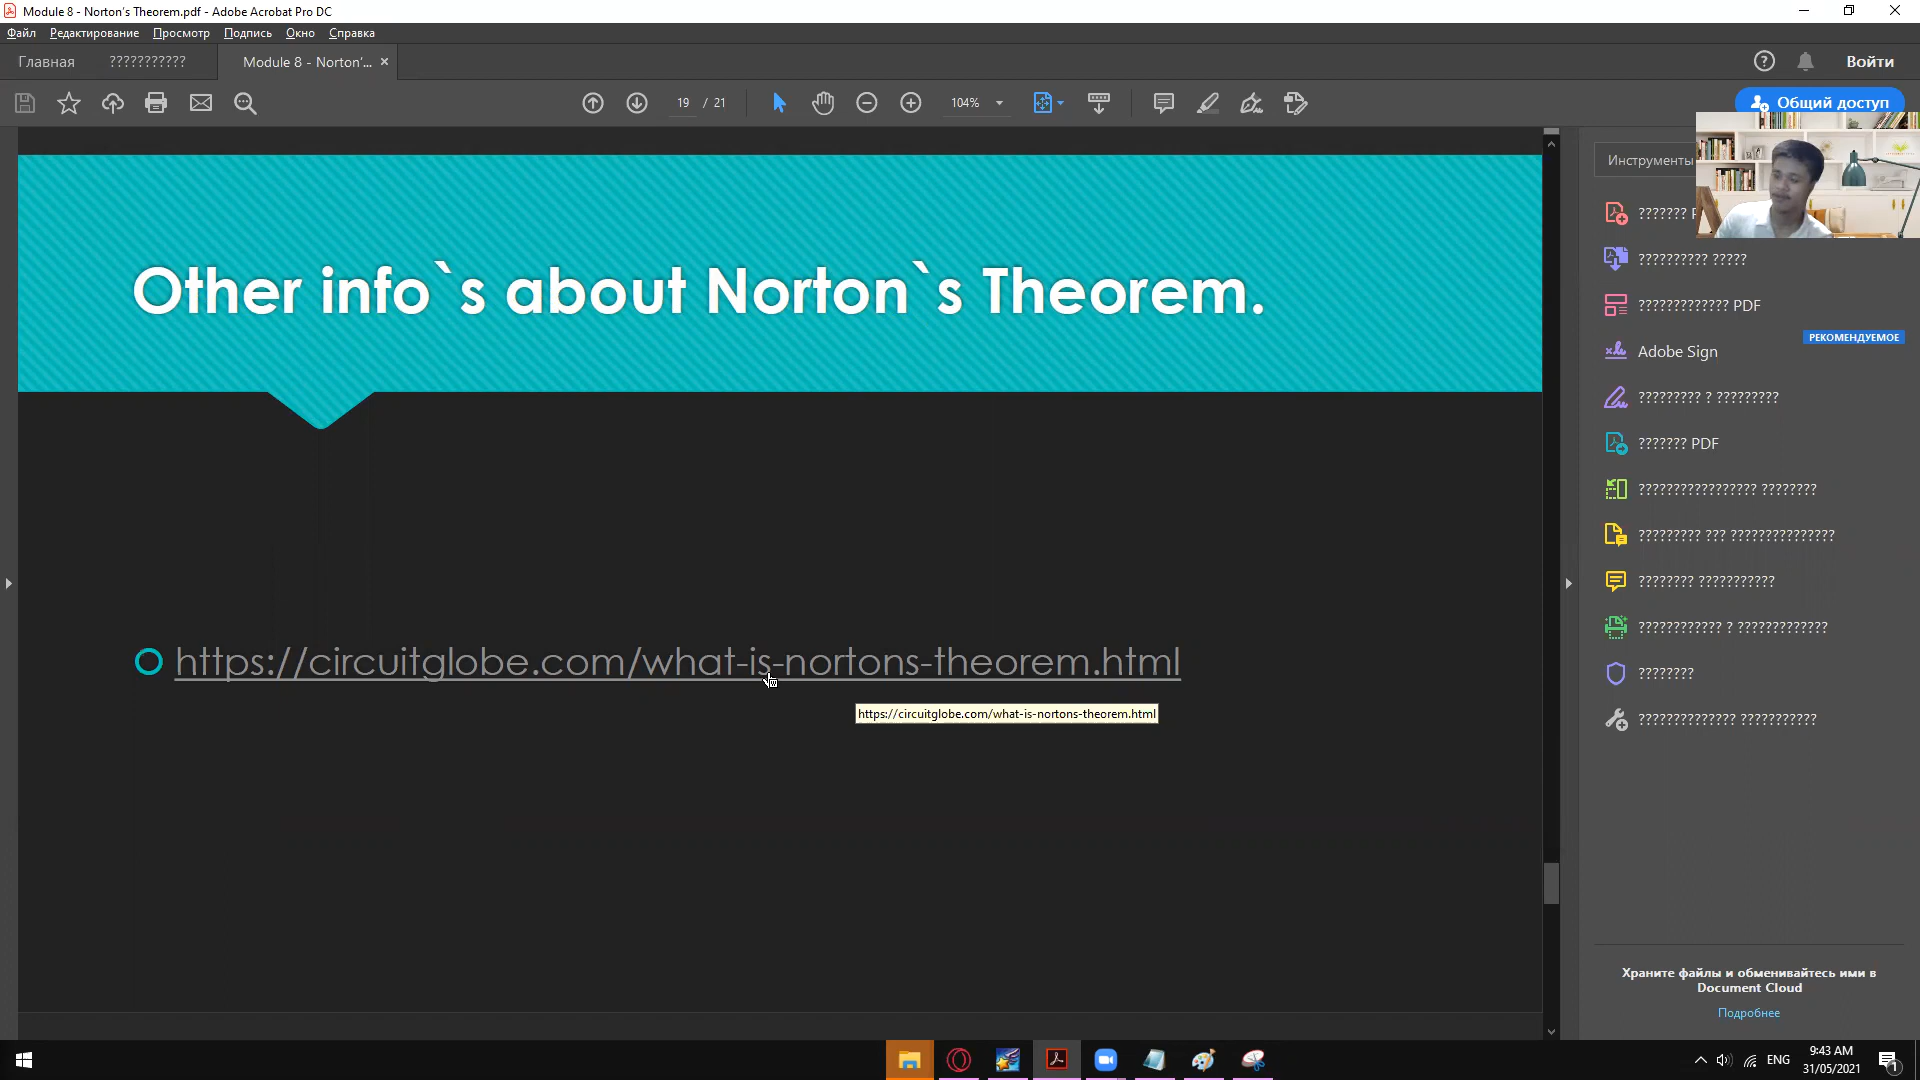 Module 8 - Norton’s Theorem.pdf - Adobe Acrobat Pro DC
Файл Редактирование Просмотр Подпись Окно Справка
Главная ??????????? Module 8 - Norton’... Войти
19 / 21 104% Общий доступ
Инструменты
Other info`s about Norton`s Theorem.
https://circuitglobe.com/what-is-nortons-theorem.html
https://circuitglobe.com/what-is-nortons-theorem.html
???????
?????????? ?????
????????????? PDF
РЕКОМЕНДУЕМОЕ
Adobe Sign
????????? ? ?????????
??????? PDF
????????????????? ????????
????????? ??? ???????????????
???????? ???????????
???????????? ? ?????????????
????????
?????????????? ???????????
Храните файлы и обменивайтесь ими в
Document Cloud
Подробнее
ENG
9:43 AM
31/05/2021
1